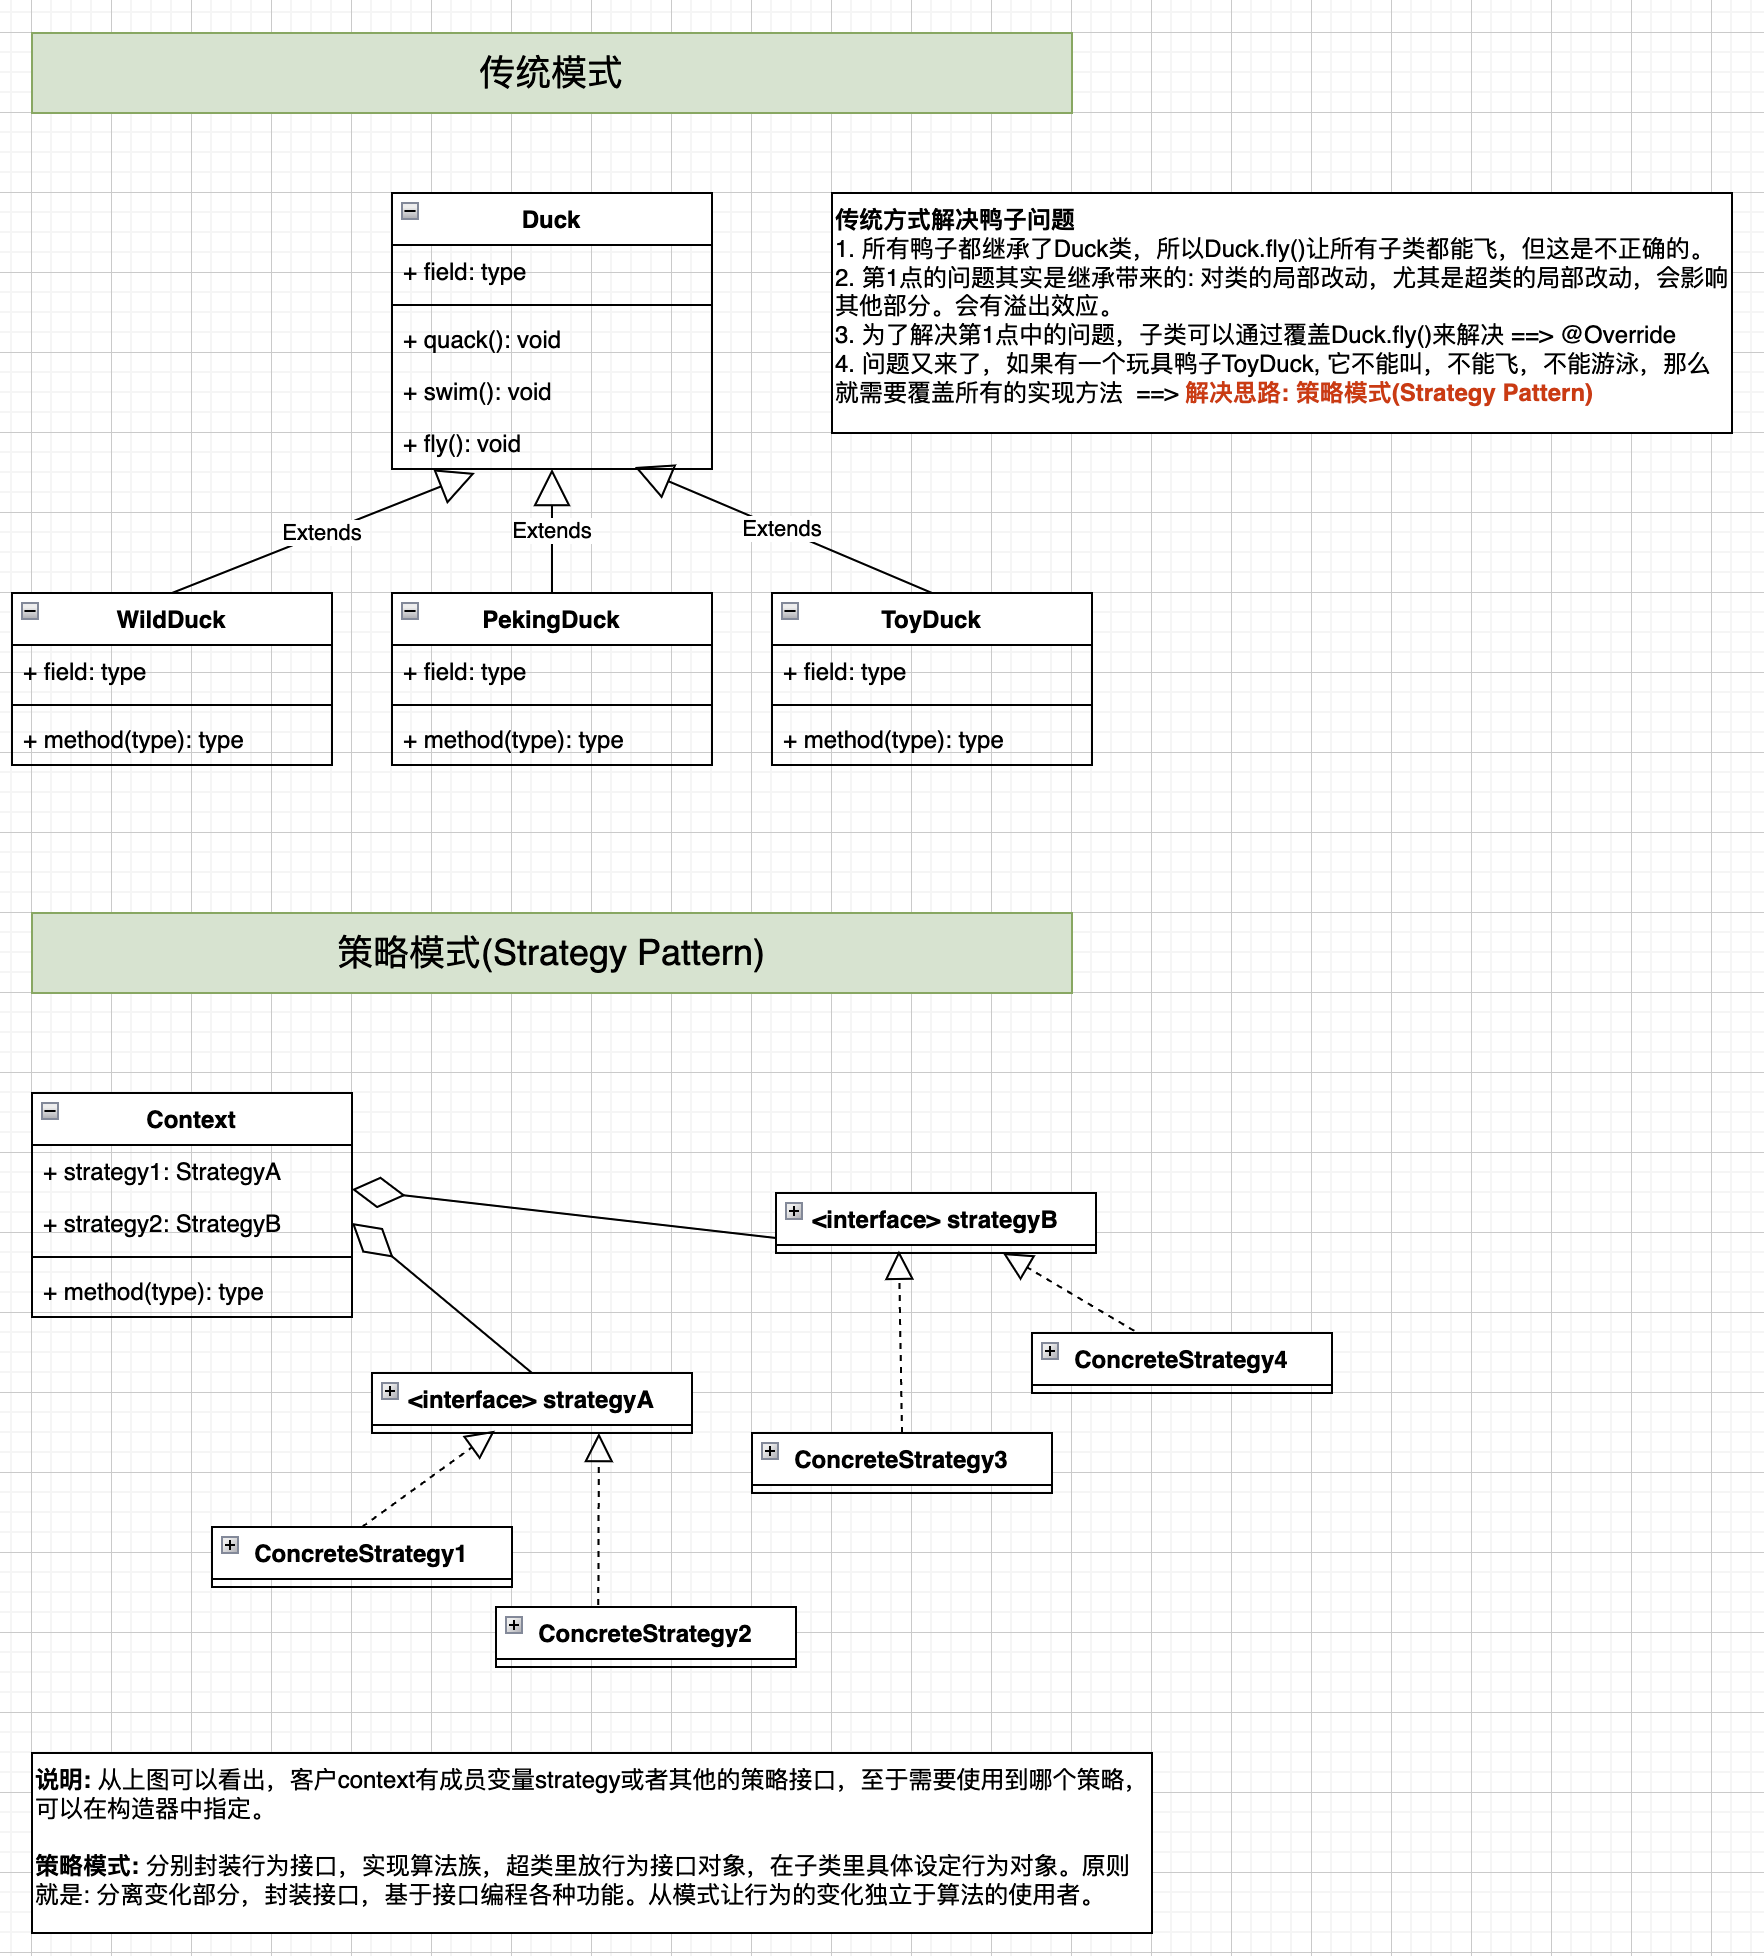 传统模式
Duck
+ field: type
+ quack(): void
+ swim(): void
+ fly(): void
传统方式解决鸭子问题
1. 所有鸭子都继承了Duck类，所以Duck.fly()让所有子类都能飞，但这是不正确的。
2. 第1点的问题其实是继承带来的: 对类的局部改动，尤其是超类的局部改动，会影响
其他部分。会有溢出效应。
3. 为了解决第1点中的问题，子类可以通过覆盖Duck.fly()来解决 ==> @Override
4. 问题又来了，如果有一个玩具鸭子ToyDuck, 它不能叫，不能飞，不能游泳，那么
就需要覆盖所有的实现方法 ==> 解决思路: 策略模式(Strategy Pattern)
Extends
Extends
Extends
WildDuck
+ field: type
+ method(type): type
PekingDuck
+ field: type
+ method(type): type
ToyDuck
+ field: type
+ method(type): type
策略模式(Strategy Pattern)
Context
+ strategy1: StrategyA
+ strategy2: StrategyB
+ method(type): type
<interface> strategyB
ConcreteStrategy4
<interface> strategyA
ConcreteStrategy3
ConcreteStrategy1
ConcreteStrategy2
说明: 从上图可以看出，客户context有成员变量strategy或者其他的策略接口，至于需要使用到哪个策略，
可以在构造器中指定。
策略模式: 分别封装行为接口，实现算法族，超类里放行为接口对象，在子类里具体设定行为对象。原则
就是: 分离变化部分，封装接口，基于接口编程各种功能。从模式让行为的变化独立于算法的使用者。